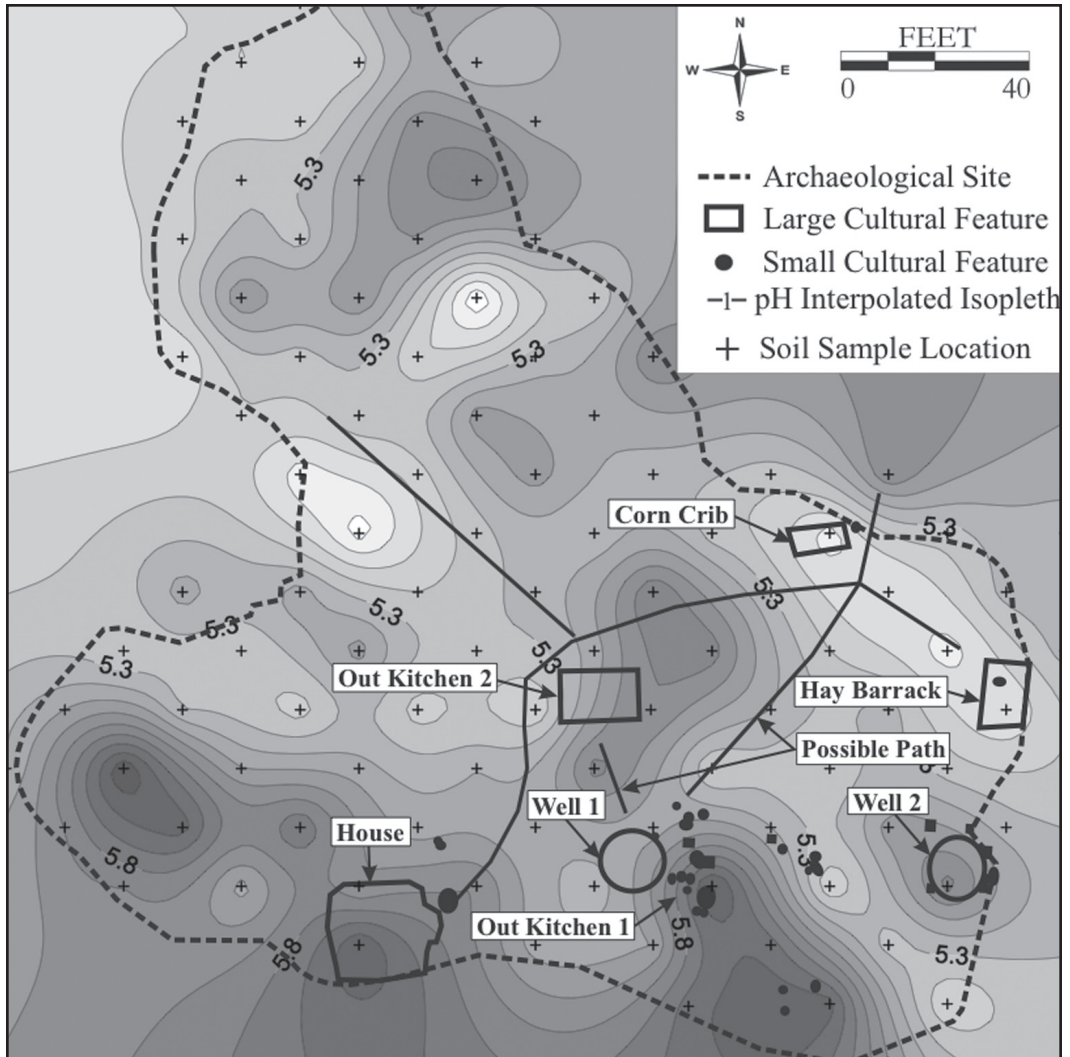 N
W E
S
FEET
0 40
Archaeological Site
Large Cultural Feature
Small Cultural Feature
-1- pH Interpolated Isopleth
Soil Sample Location
5.3
5.3
5.3
Corn Crib
5.3
5.3
5.3
5.3
5.3
5.3
Out Kitchen 2
Hay Barrack
Possible Path
Well 1
Well 2
House
5.8
5.3
Out Kitchen 1
5.8
5.8
5.3